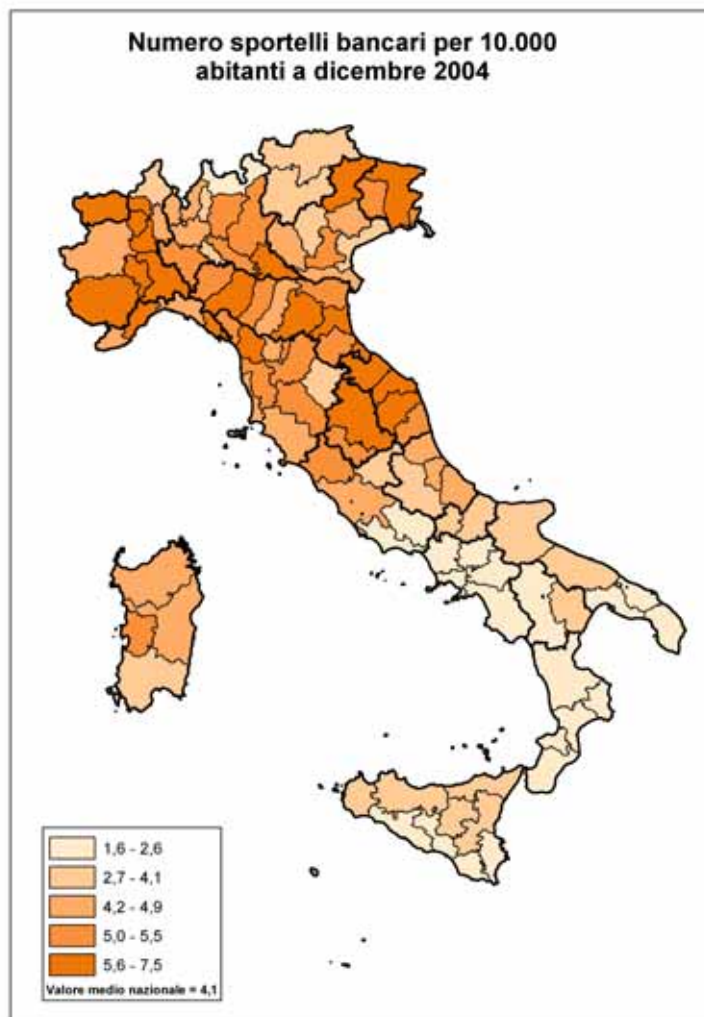 Numero sportelli bancari per 10.000
abitanti a dicembre 2004
1,6 - 2,6
2,7 - 4,1
4,2 - 4,9
5,0 - 5,5
5,6 - 7,5
Valore medio nazionale = 4,1